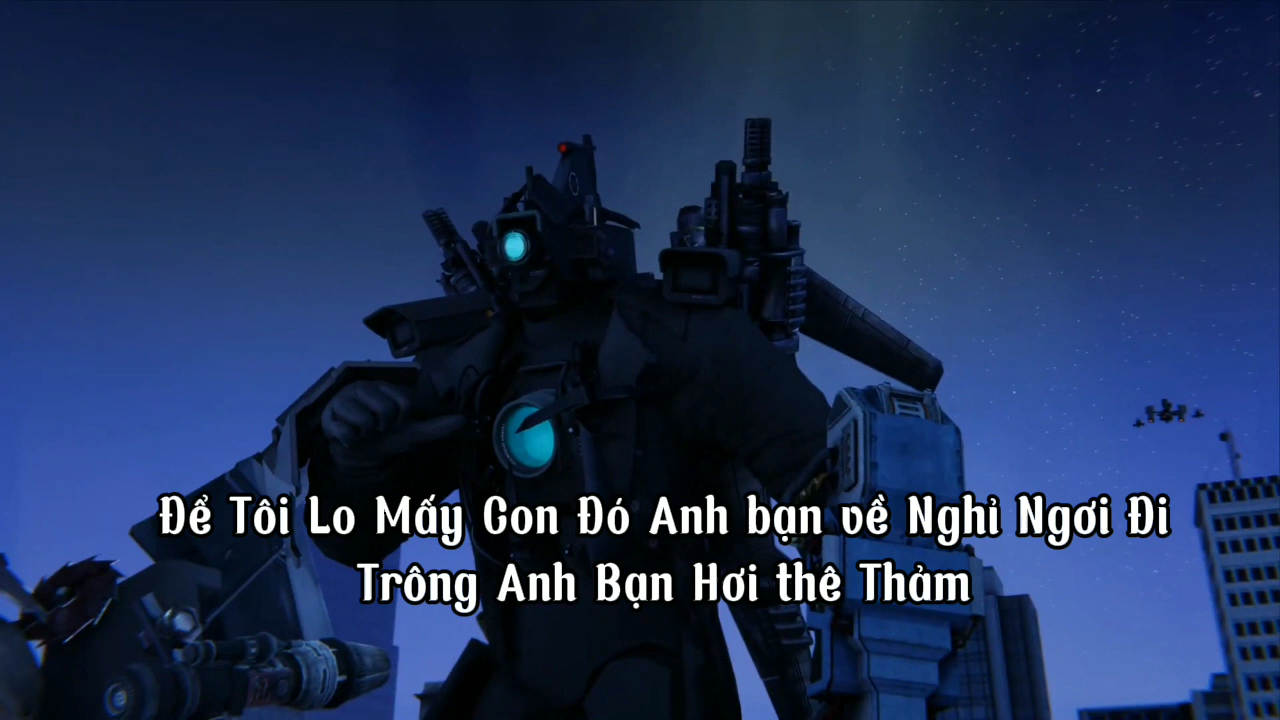 Để Tôi Lo Mấy Con Đó Anh bạn về Nghỉ Ngơi Đi
Trông Anh Bạn Hơi thê Thảm